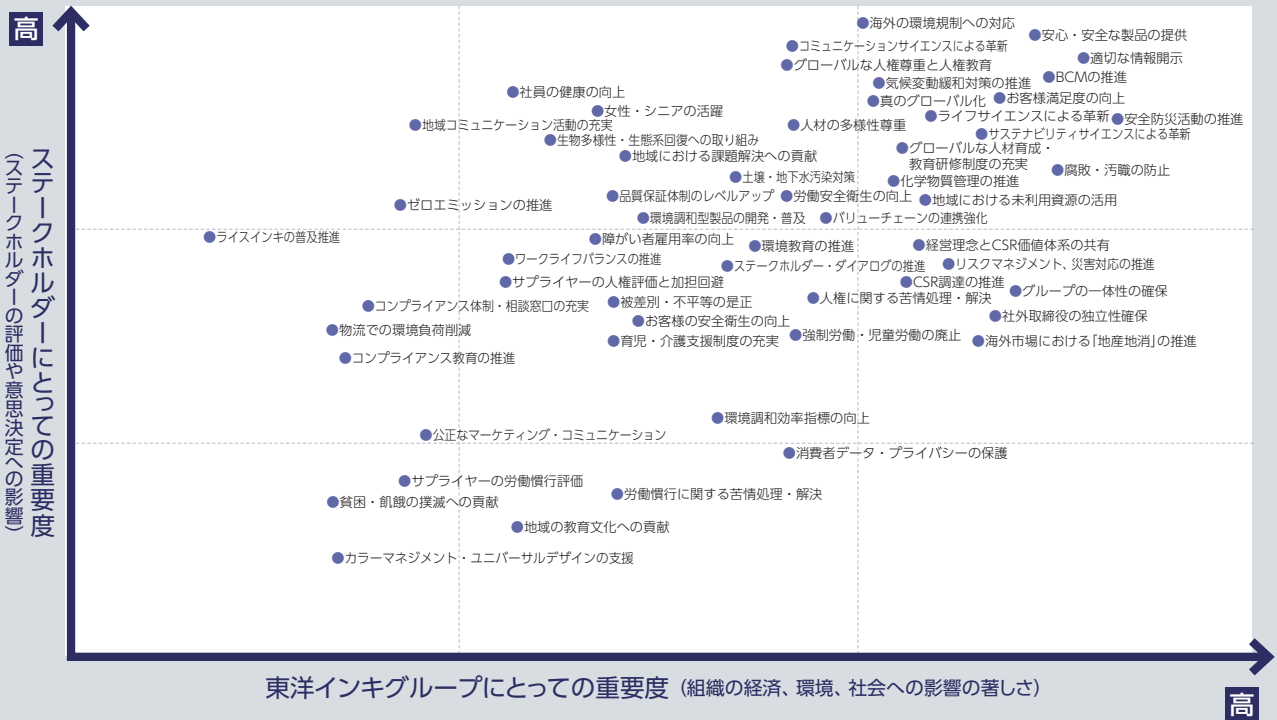 高
海外の環境規制への対応
安心・安全な製品の提供
コミュニケーションサイエンスによる革新
適切な情報開示
グローバルな人権尊重と人権教育
BCMの推進
気候変動緩和対策の推進
社員の健康の向上
お客様満足度の向上
真のグローバル化
女性・シニアの活躍
ライフサイエンスによる革新
安全防災活動の推進
地域コミュニケーション活動の充実
人材の多様性尊重
サステナビリティサイエンスによる革新
生物多様性・生態系回復への取り組み
グローバルな人材育成・
教育研修制度の充実
地域における課題解決への貢献
腐敗・汚職の防止
土壌・地下水汚染対策
化学物質管理の推進
品質保証体制のレベルアップ
労働安全衛生の向上
地域における未利用資源の活用
ゼロエミッションの推進
環境調和型製品の開発・普及
バリューチェーンの連携強化
ライスインキの普及推進
障がい者雇用率の向上
環境教育の推進
経営理念とCSR価値体系の共有
ワークライフバランスの推進
ステークホルダー・ダイアログの推進
リスクマネジメント、災害対応の推進
サプライヤーの人権評価と加担回避
CSR調達の推進
グループの一体性の確保
人権に関する苦情処理・解決
被差別・不平等の是正
コンプライアンス体制・相談窓口の充実
社外取締役の独立性確保
お客様の安全衛生の向上
物流での環境負荷削減
強制労働・児童労働の廃止
育児・介護支援制度の充実
海外市場における「地産地消」の推進
コンプライアンス教育の推進
環境調和効率指標の向上
公正なマーケティング・コミュニケーション
消費者データ・プライバシーの保護
サプライヤーの労働慣行評価
労働慣行に関する苦情処理・解決
貧困・飢餓の撲滅への貢献
地域の教育文化への貢献
カラーマネジメント・ユニバーサルデザインの支援
ステークホルダーにとっての重要度
（ステークホルダーの評価や意思決定への影響）
東洋インキグループにとっての重要度（組織の経済、環境、社会への影響の著しさ）
高